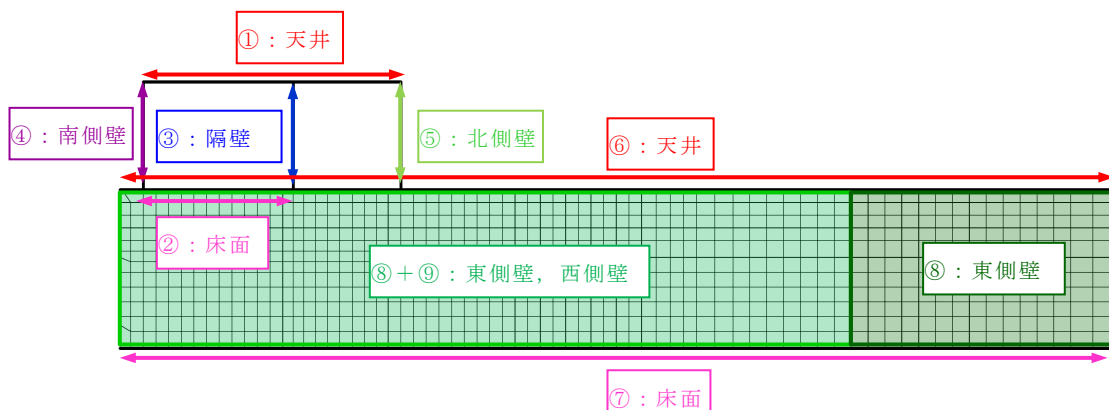 ①:天井
④:南側壁
③:隔壁
⑤:北側壁
⑥:天井
②:床面
⑧+⑨:東側壁,西側壁
⑧:東側壁
⑦:床面